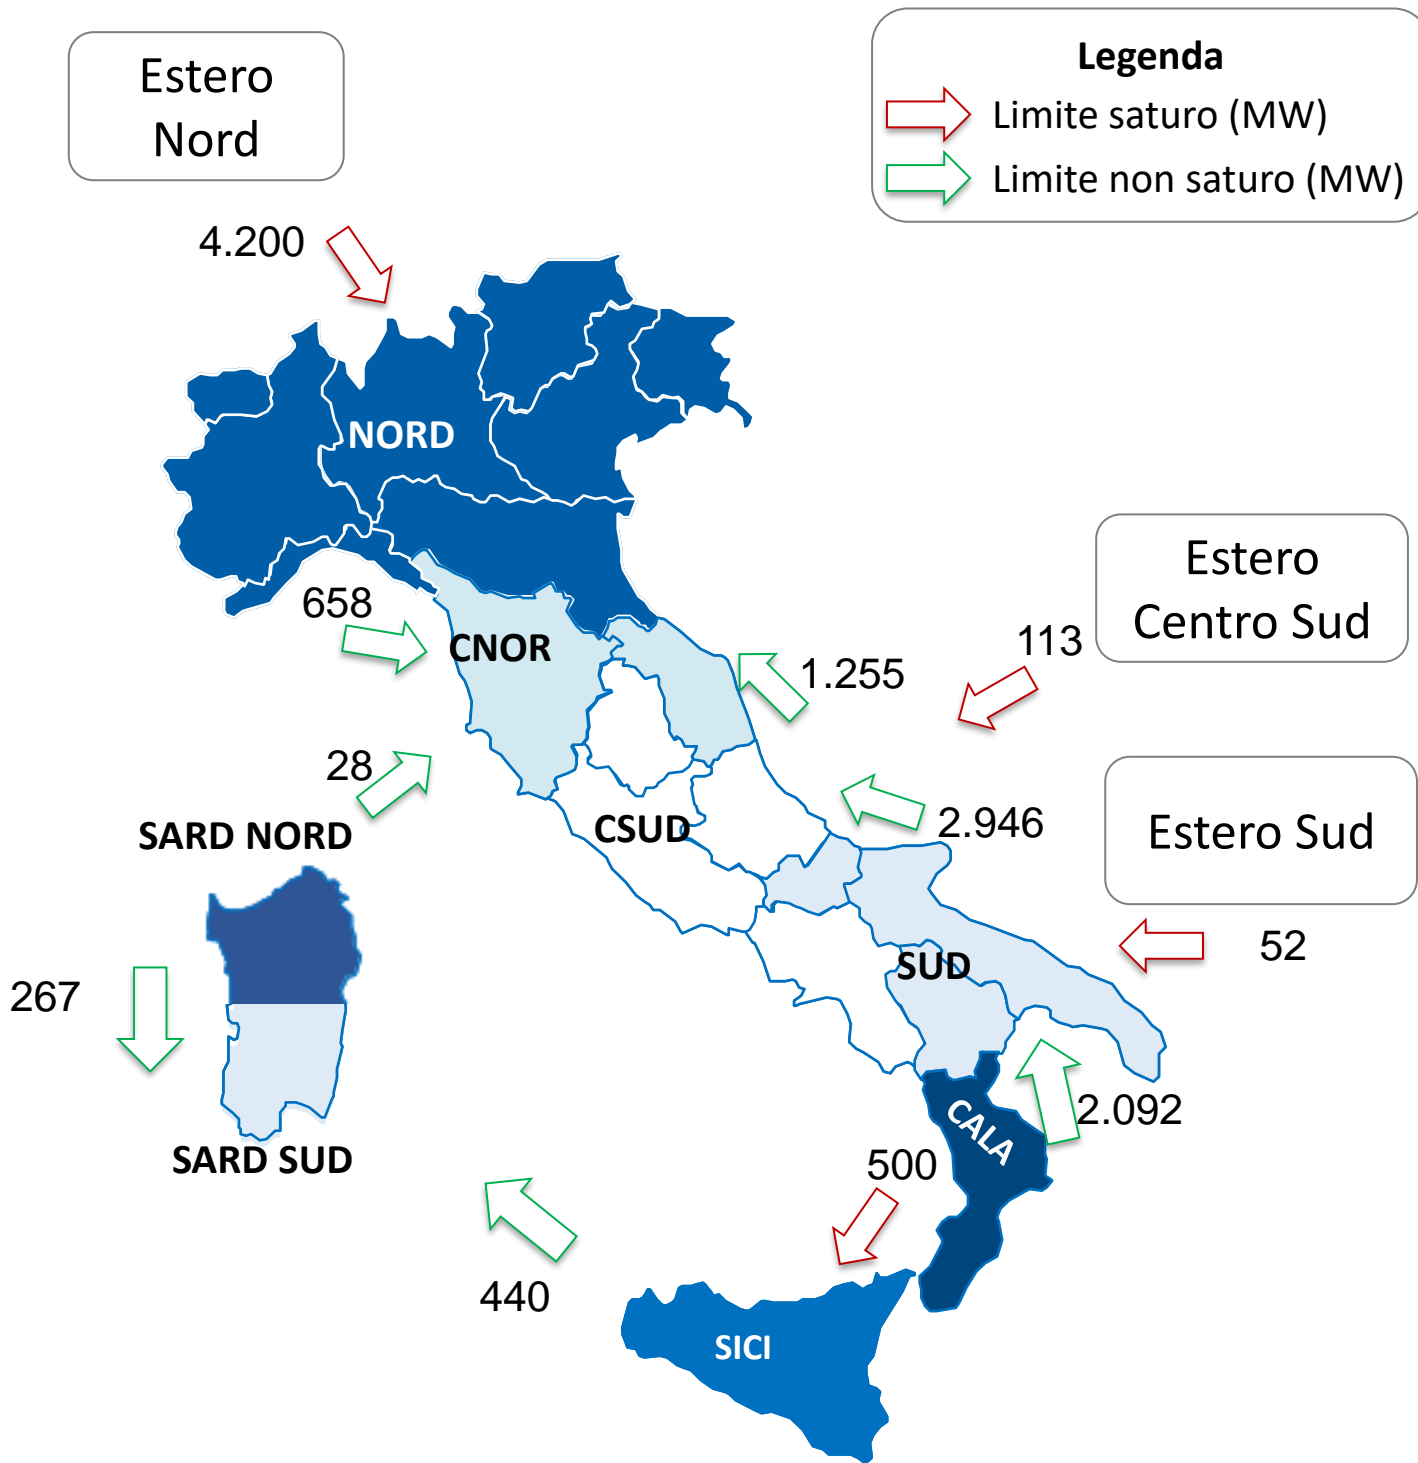 Estero
Nord
Legenda
Limite saturo (MW)
Limite non saturo (MW)
4.200
NORD
658
CNOR
Estero
Centro Sud
113
1.255
28
SARD NORD
CSUD
2.946
Estero Sud
267
SUD
52
SARD SUD
CALA
2.092
500
440
SICI